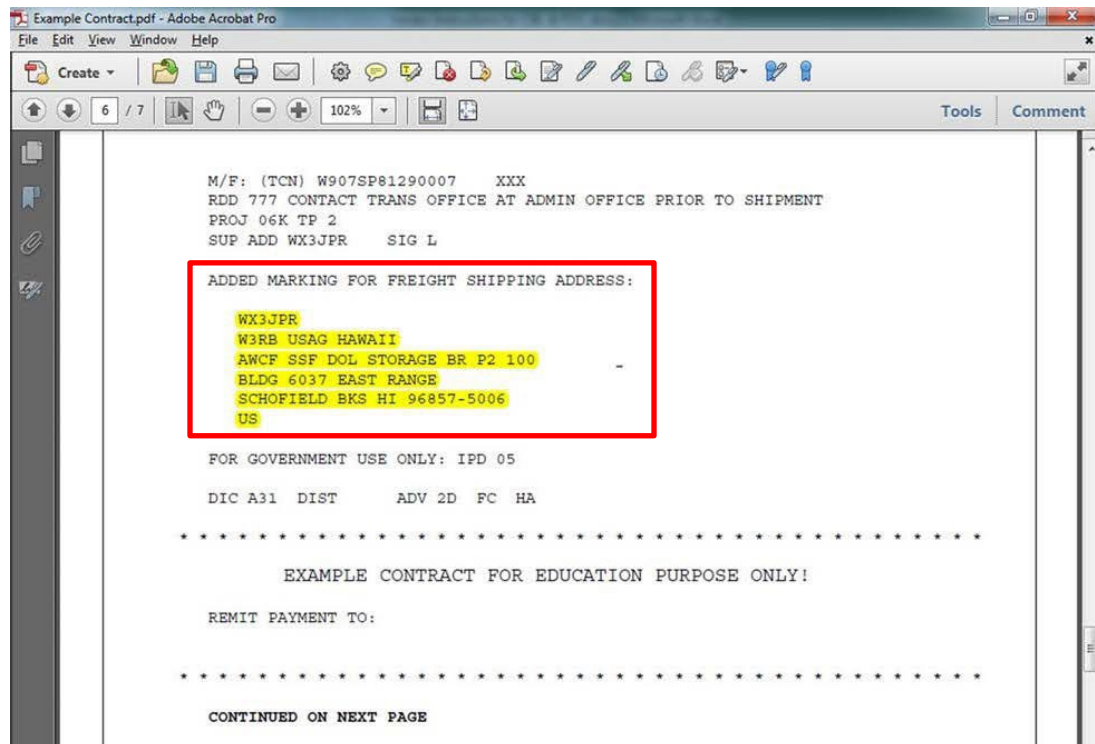 Example Contract.pdf - Adobe Acrobat Pro
File Edit View Window Help
Create
6 / 7 102% Tools Comment
M/F: (TCN) W907SP81290007 XXX
RDD 777 CONTACT TRANS OFFICE AT ADMIN OFFICE PRIOR TO SHIPMENT
PROJ 06K TP 2
SUP ADD WX3JPR SIG L
ADDED MARKING FOR FREIGHT SHIPPING ADDRESS:
WX3JPR
W3RB USAG HAWAII
AWCF SSF DOL STORAGE BR P2 100
BLDG 6037 EAST RANGE
SCHOFIELD BKS HI 96857-5006
US
FOR GOVERNMENT USE ONLY: IPD 05
DIC A31 DIST ADV 2D FC HA
* * * * * * * * * * * * * * * * * * * * * * * * * * * * * * * * * * * * * * * * *
EXAMPLE CONTRACT FOR EDUCATION PURPOSE ONLY!
REMIT PAYMENT TO:
* * * * * * * * * * * * * * * * * * * * * * * * * * * * * * * * * * * * * * * * *
CONTINUED ON NEXT PAGE